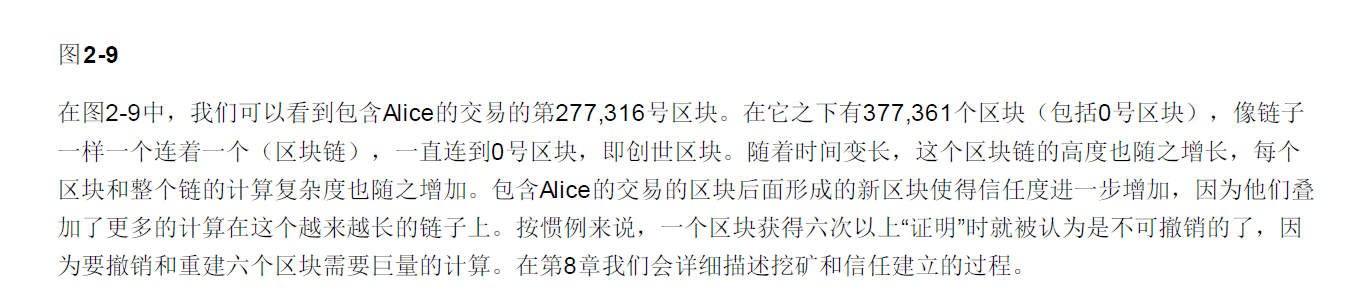 图2-9
在图2-9中，我们可以看到包含Alice的交易的第277,316号区块。在它之下有377,361个区块（包括0号区块），像链子
一样一个连着一个（区块链），一直连到0号区块，即创世区块。随着时间变长，这个区块链的高度也随之增长，每个
区块和整个链的计算复杂度也随之增加。包含Alice的交易的区块后面形成的新区块使得信任度进一步增加，因为他们叠
加了更多的计算在这个越来越长的链子上。按惯例来说，一个区块获得六次以上“证明”时就被认为是不可撤销的了，因
为要撤销和重建六个区块需要巨量的计算。在第8章我们会详细描述挖矿和信任建立的过程。